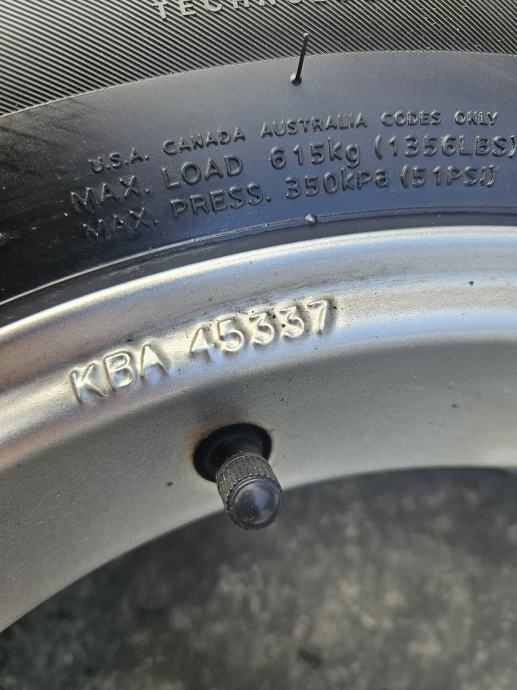 U.S.A. CANADA AUSTRALIA CODES ONLY
MAX. LOAD 615kg (1356LBS)
MAX. PRESS. 350kPa (51PSI)
KBA 45337